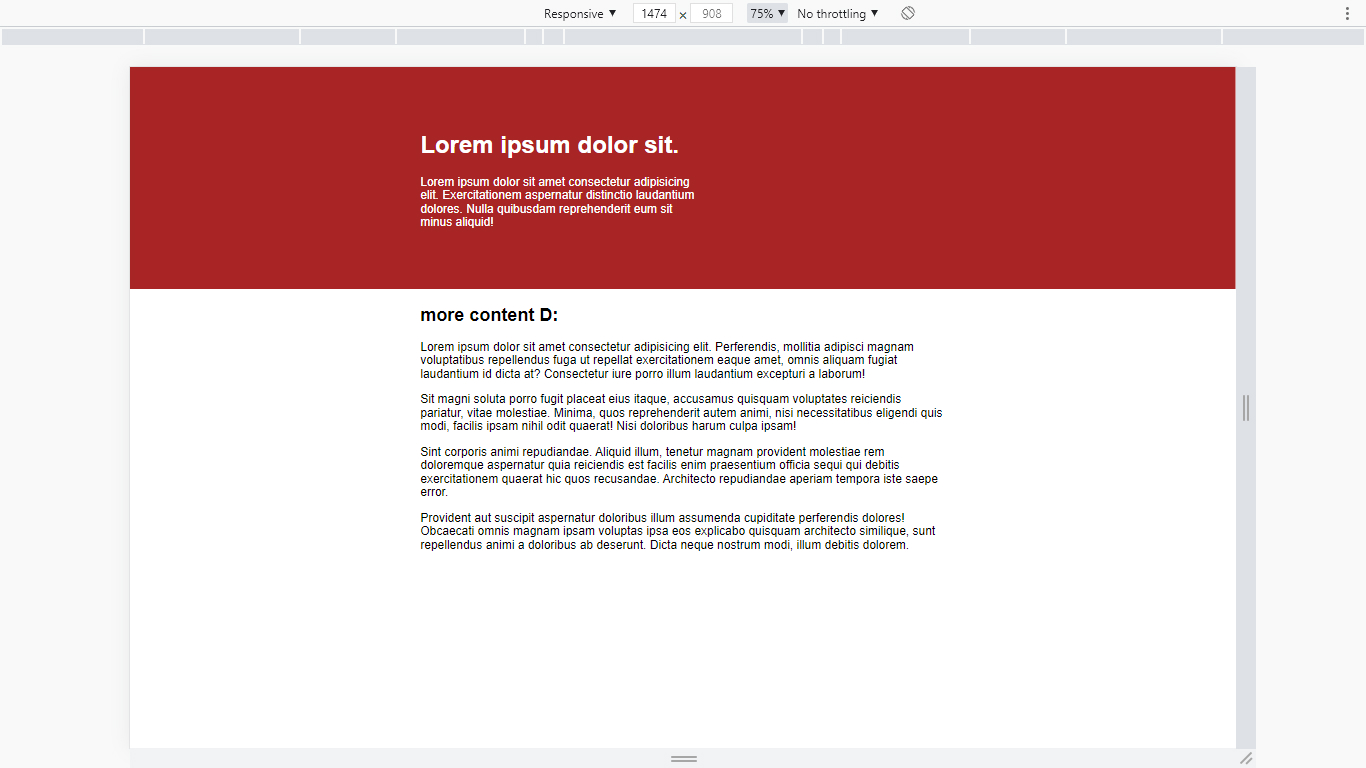 Responsive ▼ 1474 × 908 75% ▼ No throttling ▼
Lorem ipsum dolor sit.
Lorem ipsum dolor sit amet consectetur adipisicing
elit. Exercitationem aspernatur distinctio laudantium
dolores. Nulla quibusdam reprehenderit eum sit
minus aliquid!
more content D:
Lorem ipsum dolor sit amet consectetur adipisicing elit. Perferendis, mollitia adipisci magnam
voluptatibus repellendus fuga ut repellat exercitationem eaque amet, omnis aliquam fugiat
laudantium id dicta at? Consectetur iure porro illum laudantium excepturi a laborum!
Sit magni soluta porro fugit placeat eius itaque, accusamus quisquam voluptates reiciendis
pariatur, vitae molestiae. Minima, quos reprehenderit autem animi, nisi necessitatibus eligendi quis
modi, facilis ipsam nihil odit quaerat! Nisi doloribus harum culpa ipsam!
Sint corporis animi repudiandae. Aliquid illum, tenetur magnam provident molestiae rem
doloremque aspernatur quia reiciendis est facilis enim praesentium officia sequi qui debitis
exercitationem quaerat hic quos recusandae. Architecto repudiandae aperiam tempora iste saepe
error.
Provident aut suscipit aspernatur doloribus illum assumenda cupiditate perferendis dolores!
Obcaecati omnis magnam ipsam voluptas ipsa eos explicabo quisquam architecto similique, sunt
repellendus animi a doloribus ab deserunt. Dicta neque nostrum modi, illum debitis dolorem.